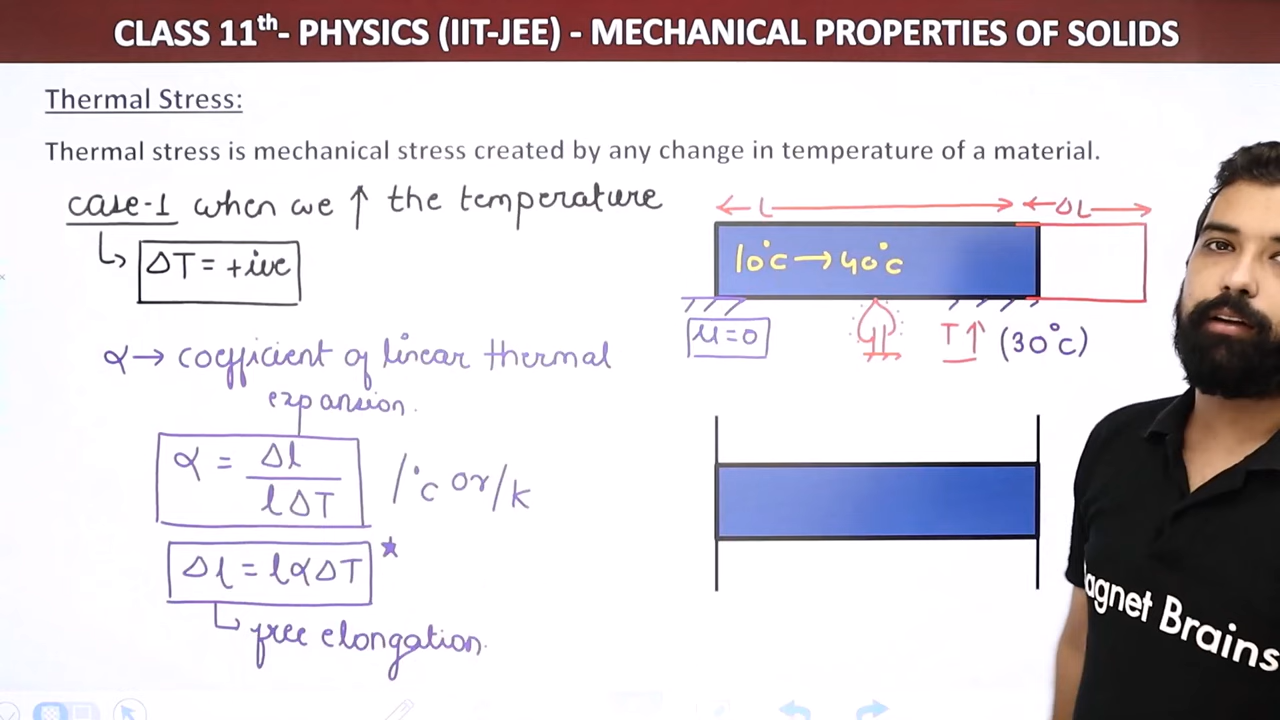 CLASS 11th- PHYSICS (IIT-JEE) - MECHANICAL PROPERTIES OF SOLIDS
Thermal Stress:
Thermal stress is mechanical stress created by any change in temperature of a material.
case-1 when we ↑ the temperature
ΔT = +ive
α → coefficient of linear thermal
expansion.
α = Δl / lΔT /°c or /k
Δl = lαΔT ★
free elongation.
L ΔL
10°c → 40°c
μ=0
T↑ (30°c)
agnet Brains